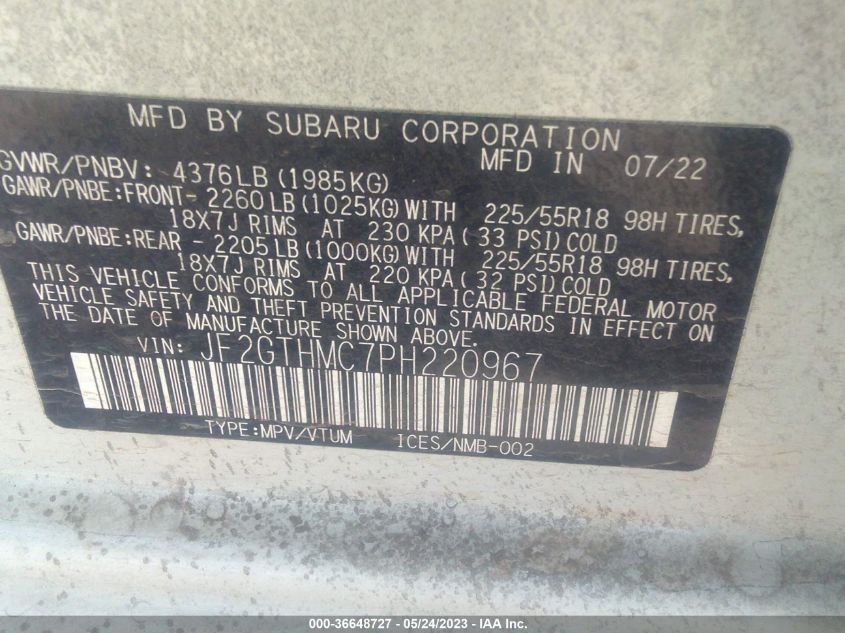 MFD BY SUBARU CORPORATION
MFD IN 07/22
GVWR/PNBV: 4376LB(1985KG)
GAWR/PNBE:FRONT- 2260LB(1025KG)WITH 225/55R18 98H TIRES,
18X7J RIMS AT 230 KPA( 33 PSI)COLD
GAWR/PNBE:REAR - 2205LB(1000KG)WITH 225/55R18 98H TIRES,
18X7J RIMS AT 220 KPA( 32 PSI)COLD
THIS VEHICLE CONFORMS TO ALL APPLICABLE FEDERAL MOTOR
VEHICLE SAFETY AND THEFT PREVENTION STANDARDS IN EFFECT ON
THE DATE OF MANUFACTURE SHOWN ABOVE.
VIN: JF2GTHMC7PH220967
TYPE:MPV/VTUM ICES/NMB-002
000-36648727 - 05/24/2023 - IAA Inc.